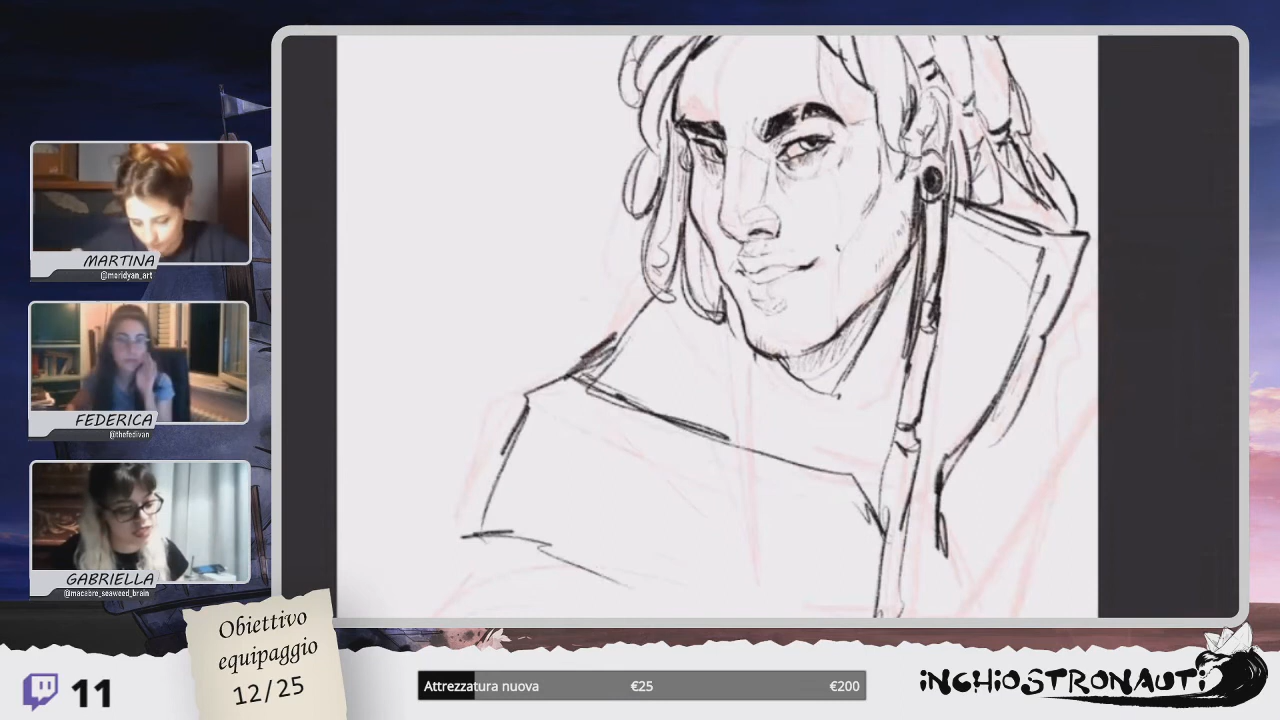 MARTINA
@maridyan_art
FEDERICA
@thefedivan
GABRIELLA
@macabre_seaweed_brain
Obiettivo
equipaggio
12/25
11
Attrezzatura nuova €25 €200
iNCHiOSTRONAUTi